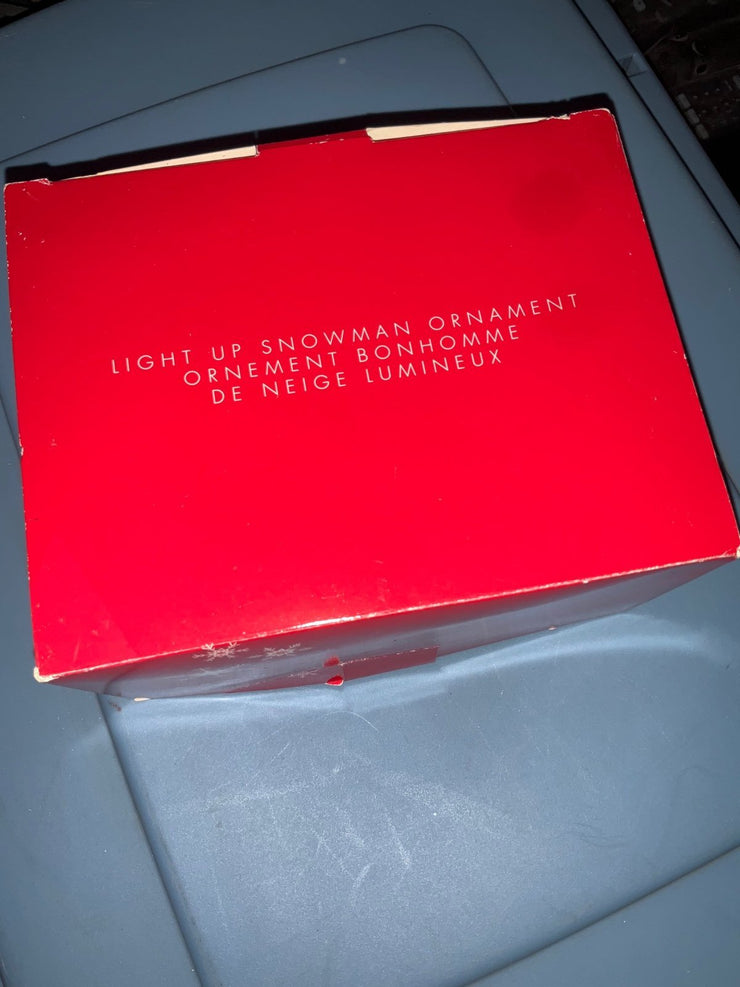 LIGHT UP SNOWMAN ORNAMENT
ORNEMENT BONHOMME
DE NEIGE LUMINEUX